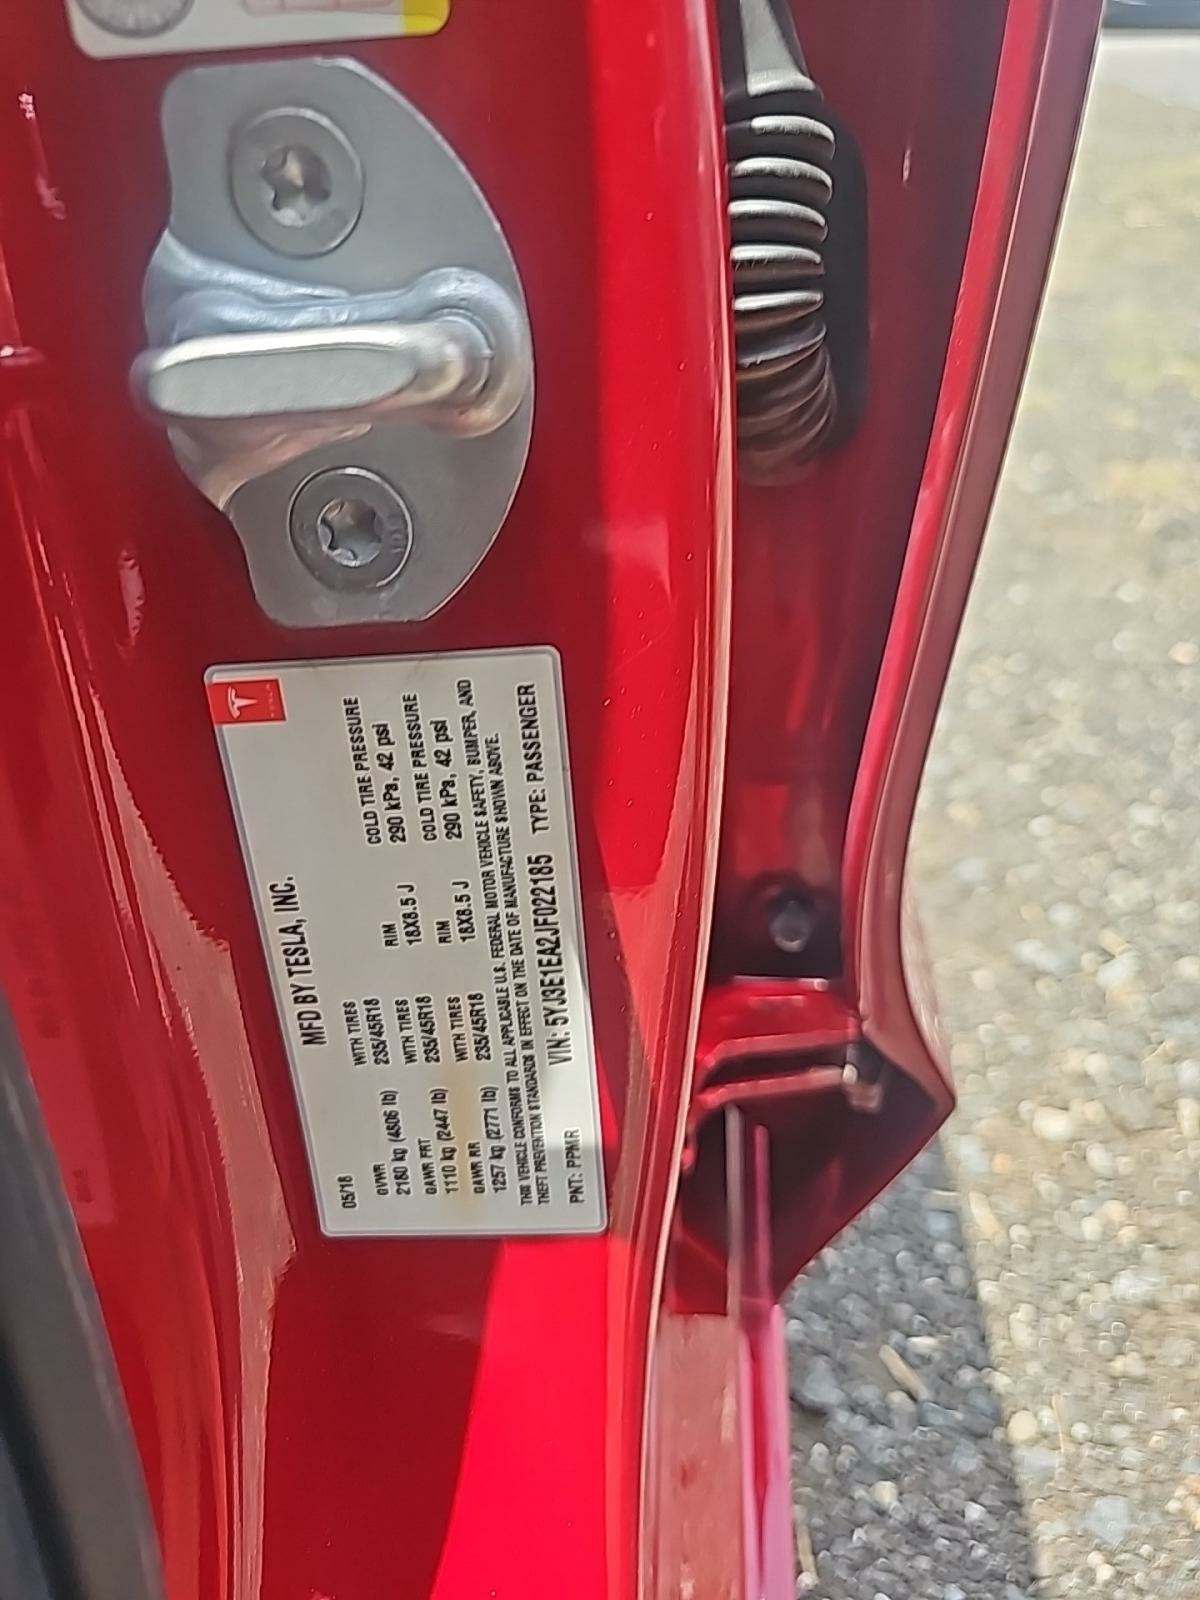 MFD BY TESLA, INC.
05/18
GVWR WITH TIRES RIM COLD TIRE PRESSURE
2180 kg (4806 lb) 235/45R18 18X8.5 J 290 kPa, 42 psi
GAWR FRT WITH TIRES RIM COLD TIRE PRESSURE
1110 kg (2447 lb) 235/45R18 18X8.5 J 290 kPa, 42 psi
GAWR RR WITH TIRES
1257 kg (2771 lb) 235/45R18
THIS VEHICLE CONFORMS TO ALL APPLICABLE U.S. FEDERAL MOTOR VEHICLE SAFETY, BUMPER, AND
THEFT PREVENTION STANDARDS IN EFFECT ON THE DATE OF MANUFACTURE SHOWN ABOVE.
PNT: PPMR VIN: 5YJ3E1EA2JF022185 TYPE: PASSENGER